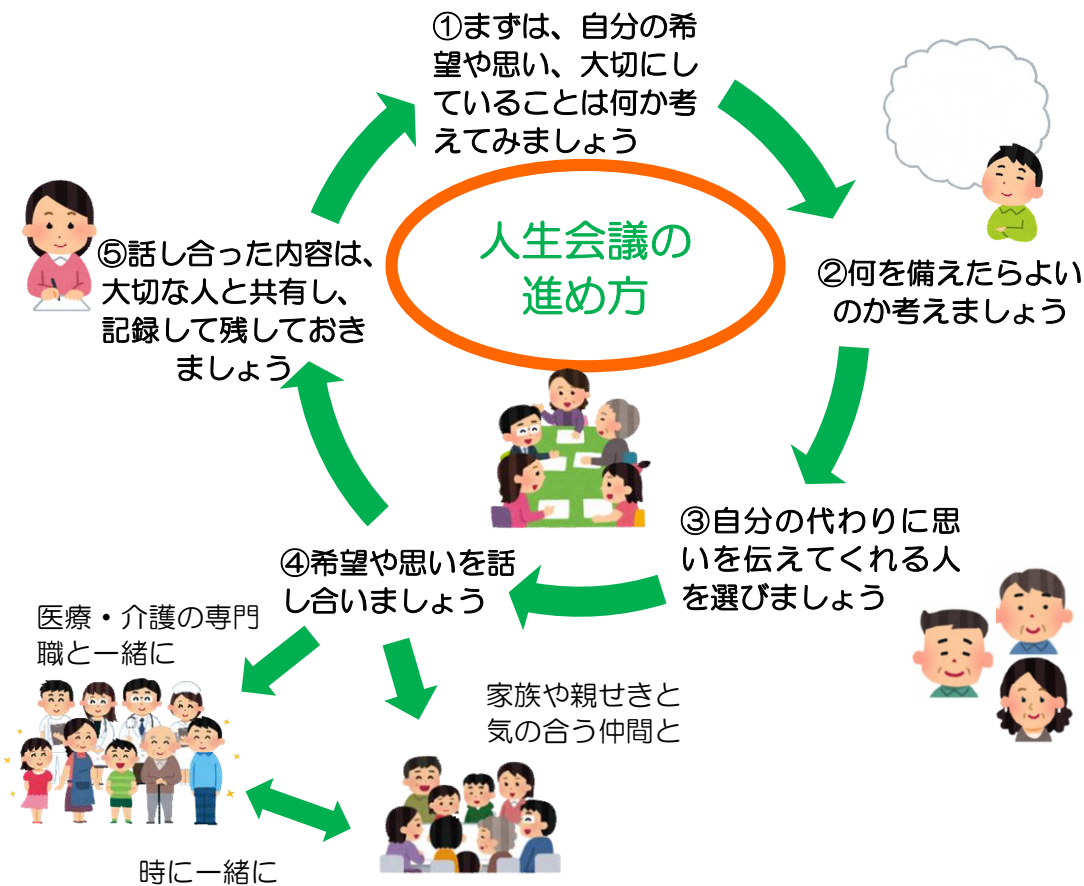 ①まずは、自分の希
望や思い、大切にし
ていることは何か考
えてみましょう
人生会議の
進め方
②何を備えたらよい
のか考えましょう
③自分の代わりに思
いを伝えてくれる人
を選びましょう
④希望や思いを話
し合いましょう
医療・介護の専門
職と一緒に
家族や親せきと
気の合う仲間と
時に一緒に
⑤話し合った内容は、
大切な人と共有し、
記録して残しておき
ましょう